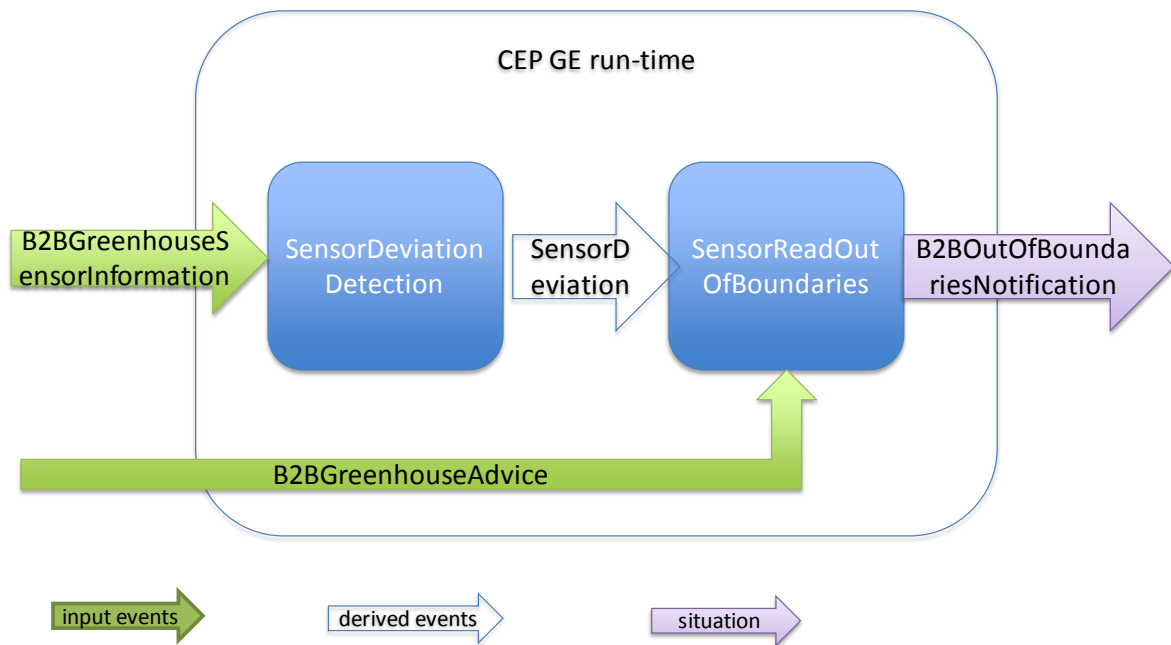 CEP GE run-time
B2BGreenhouseS
ensorInformation
SensorDeviation
Detection
SensorD
eviation
SensorReadOut
OfBoundaries
B2BOutOfBounda
riesNotification
B2BGreenhouseAdvice
input events
derived events
situation